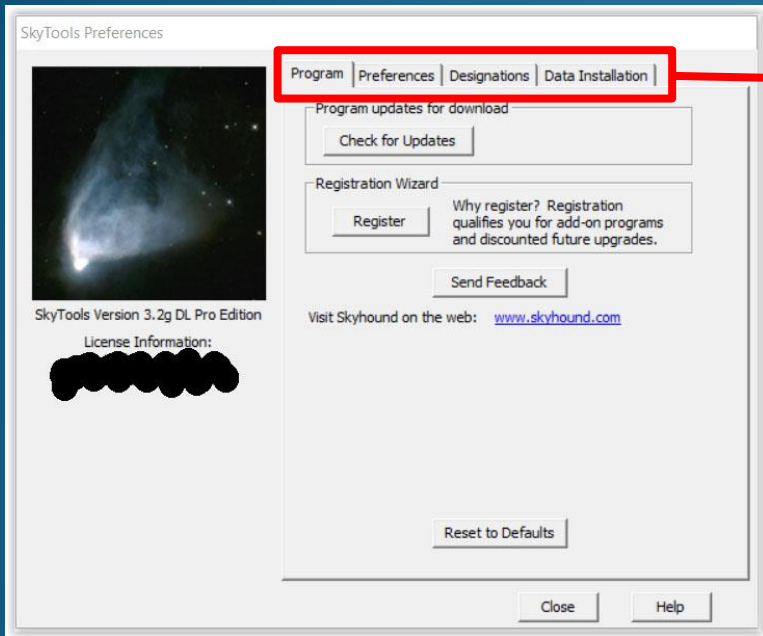 SkyTools Preferences
Program Preferences Designations Data Installation
Program updates for download
Check for Updates
Registration Wizard
Register
Why register? Registration
qualifies you for add-on programs
and discounted future upgrades.
Send Feedback
SkyTools Version 3.2g DL Pro Edition
Visit Skyhound on the web: www.skyhound.com
License Information:
Reset to Defaults
Close Help